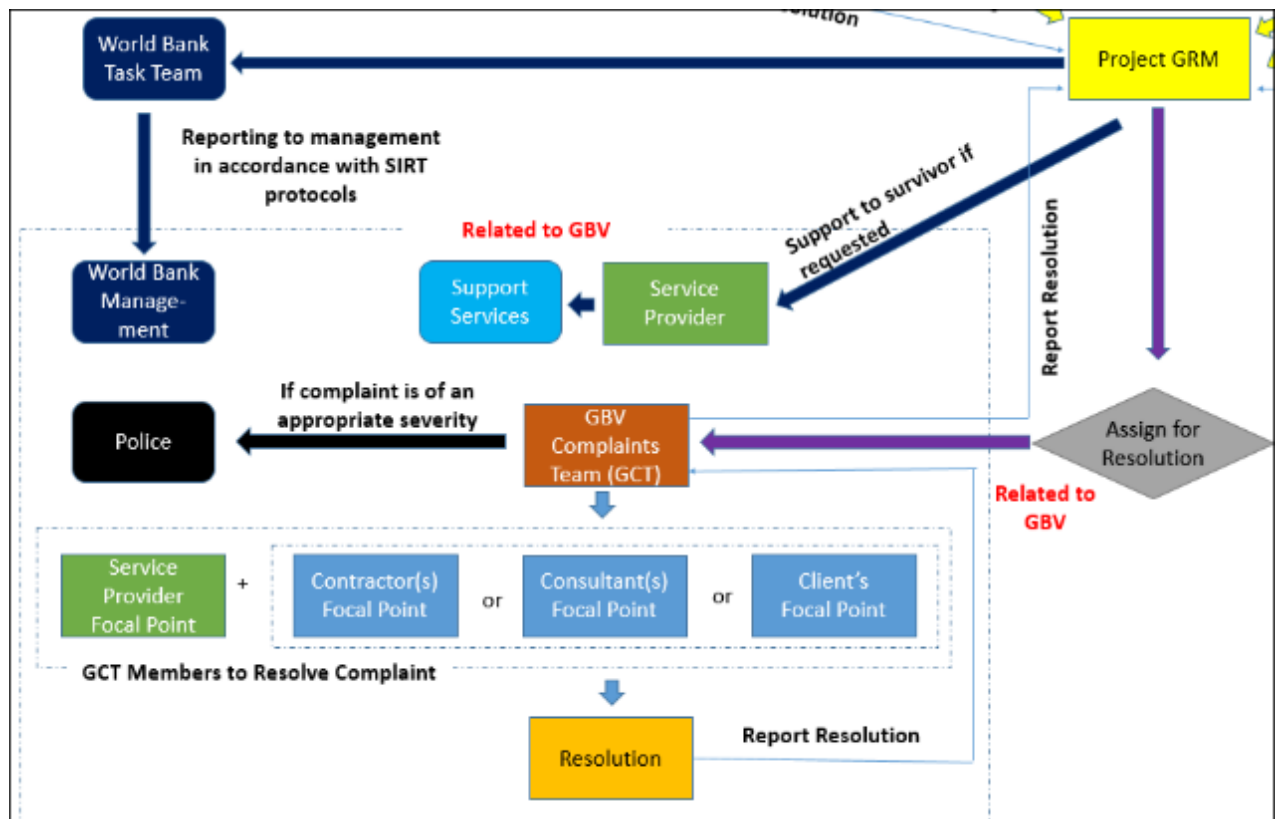 World Bank
Task Team
Project GRM
Reporting to management
in accordance with SIRT
protocols
Support to survivor if
requested
Report Resolution
Related to GBV
World Bank
Manage-
ment
Support
Services
Service
Provider
If complaint is of an
appropriate severity
Police
GBV
Complaints
Team (GCT)
Assign for
Resolution
Related to
GBV
Service
Provider
Focal Point
+
Contractor(s)
Focal Point
or
Consultant(s)
Focal Point
or
Client's
Focal Point
GCT Members to Resolve Complaint
Resolution
Report Resolution